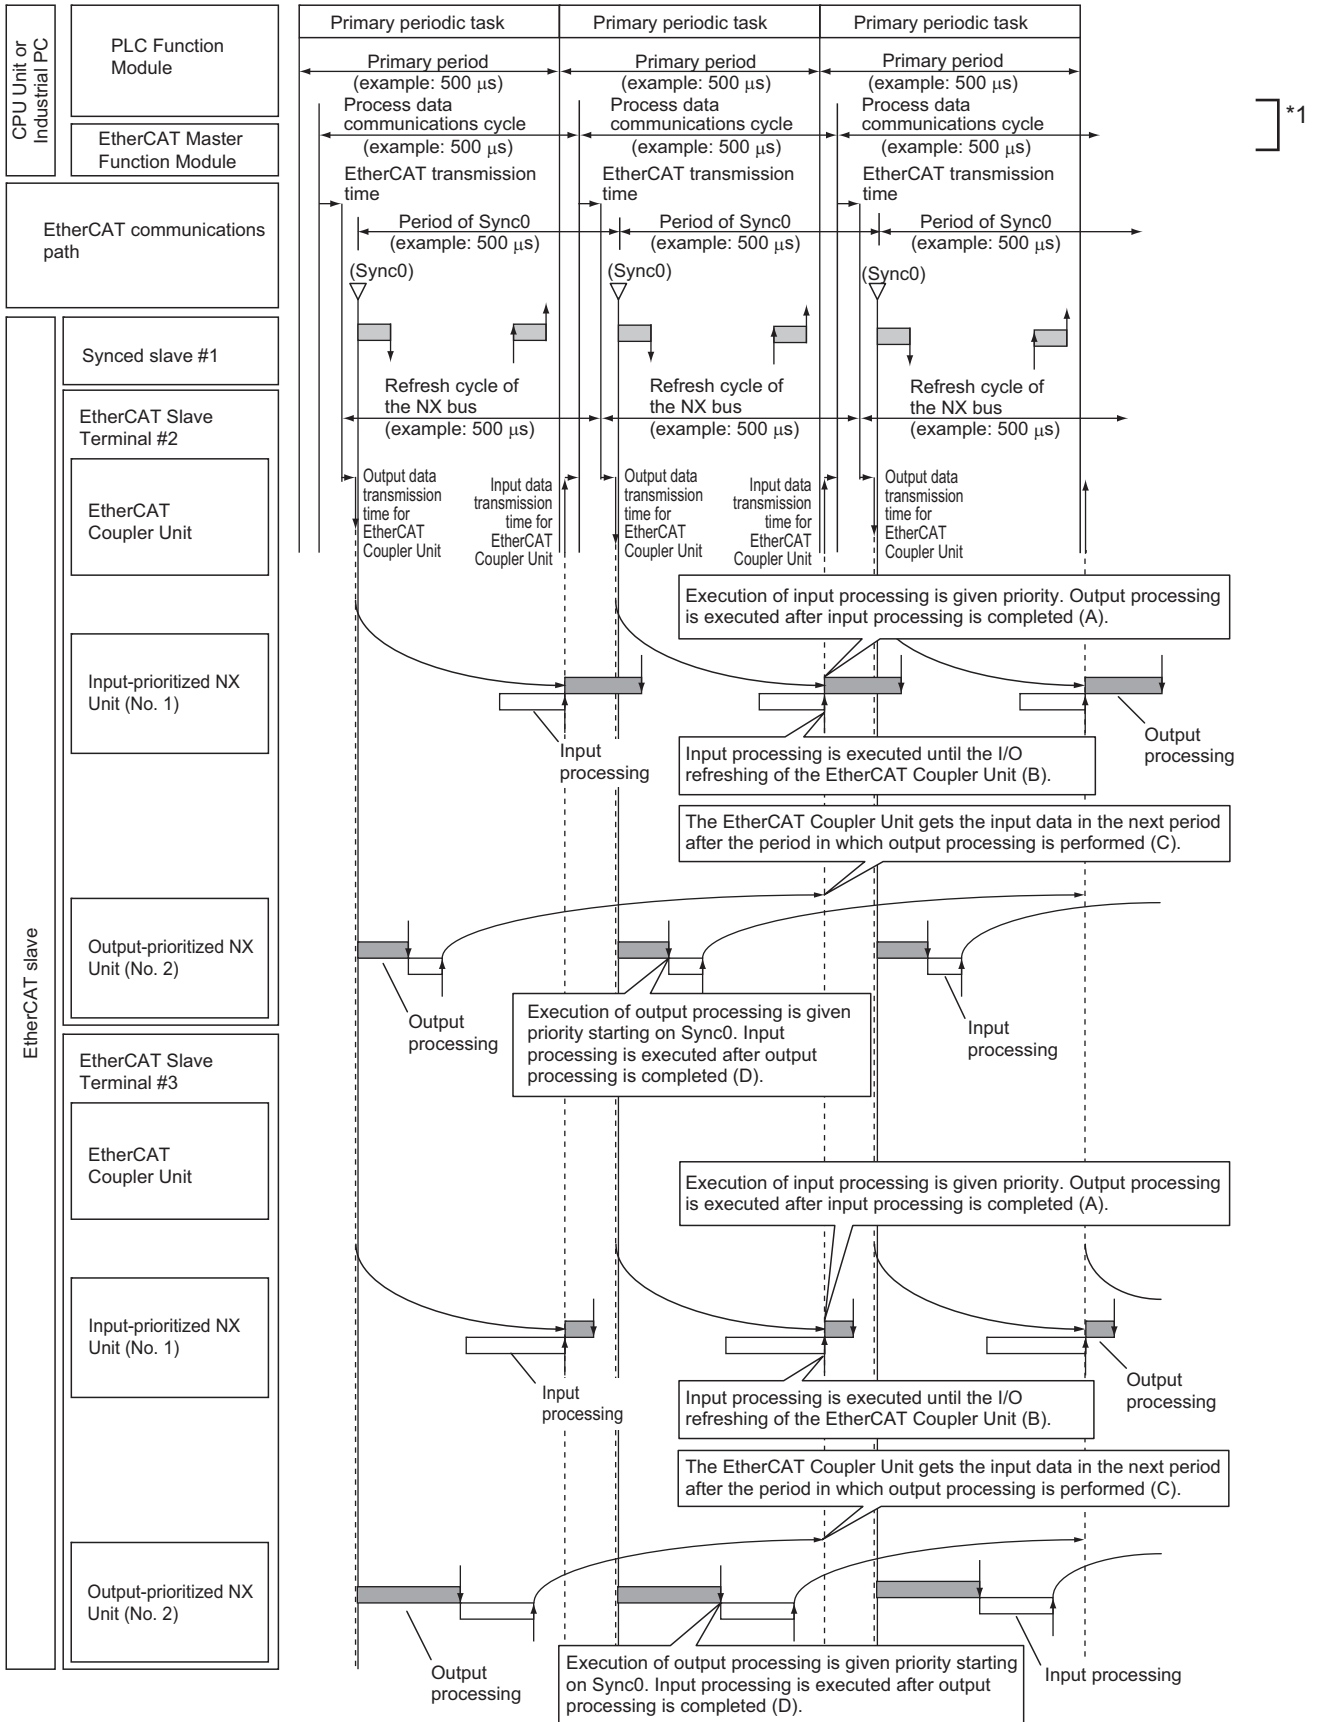 CPU Unit or
Industrial PC
PLC Function
Module
EtherCAT Master
Function Module
Primary periodic task
Primary periodic task
Primary periodic task
Primary period
(example: 500 μs)
Primary period
(example: 500 μs)
Primary period
(example: 500 μs)
Process data
communications cycle
(example: 500 μs)
Process data
communications cycle
(example: 500 μs)
Process data
communications cycle
(example: 500 μs)
*1
EtherCAT communications
path
EtherCAT transmission
time
EtherCAT transmission
time
EtherCAT transmission
time
Period of Sync0
(example: 500 μs)
Period of Sync0
(example: 500 μs)
Period of Sync0
(example: 500 μs)
(Sync0)
(Sync0)
(Sync0)
EtherCAT slave
Synced slave #1
EtherCAT Slave
Terminal #2
Refresh cycle of
the NX bus
(example: 500 μs)
Refresh cycle of
the NX bus
(example: 500 μs)
Refresh cycle of
the NX bus
(example: 500 μs)
EtherCAT
Coupler Unit
Output data
transmission
time for
EtherCAT
Coupler Unit
Input data
transmission
time for
EtherCAT
Coupler Unit
Output data
transmission
time for
EtherCAT
Coupler Unit
Input data
transmission
time for
EtherCAT
Coupler Unit
Output data
transmission
time for
EtherCAT
Coupler Unit
Execution of input processing is given priority. Output processing
is executed after input processing is completed (A).
Input-prioritized NX
Unit (No. 1)
Input
processing
Input processing is executed until the I/O
refreshing of the EtherCAT Coupler Unit (B).
Output
processing
The EtherCAT Coupler Unit gets the input data in the next period
after the period in which output processing is performed (C).
Output-prioritized NX
Unit (No. 2)
Output
processing
Execution of output processing is given
priority starting on Sync0. Input
processing is executed after output
processing is completed (D).
Input
processing
EtherCAT Slave
Terminal #3
EtherCAT
Coupler Unit
Execution of input processing is given priority. Output processing
is executed after input processing is completed (A).
Input-prioritized NX
Unit (No. 1)
Input
processing
Input processing is executed until the I/O
refreshing of the EtherCAT Coupler Unit (B).
Output
processing
The EtherCAT Coupler Unit gets the input data in the next period
after the period in which output processing is performed (C).
Output-prioritized NX
Unit (No. 2)
Output
processing
Execution of output processing is given priority starting
on Sync0. Input processing is executed after output
processing is completed (D).
Input processing